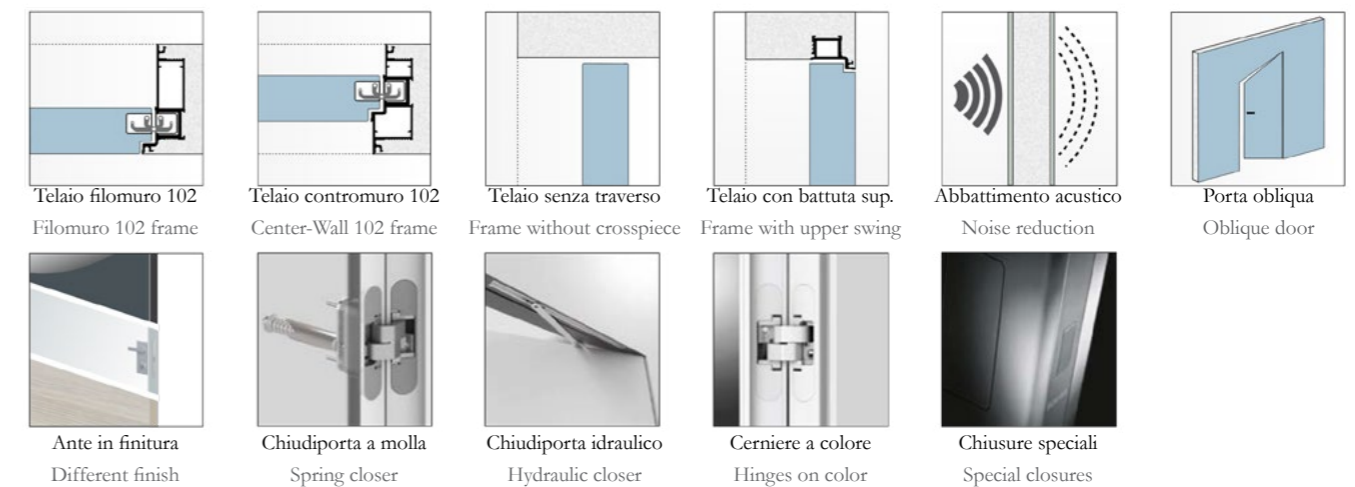 Telaio filomuro 102
Filomuro 102 frame
Telaio contromuro 102
Center-Wall 102 frame
Telaio senza traverso
Frame without crosspiece
Telaio con battuta sup.
Frame with upper swing
Abbattimento acustico
Noise reduction
Porta obliqua
Oblique door
Ante in finitura
Different finish
Chiudiporta a molla
Spring closer
Chiudiporta idraulico
Hydraulic closer
Cerniere a colore
Hinges on color
Chiusure speciali
Special closures